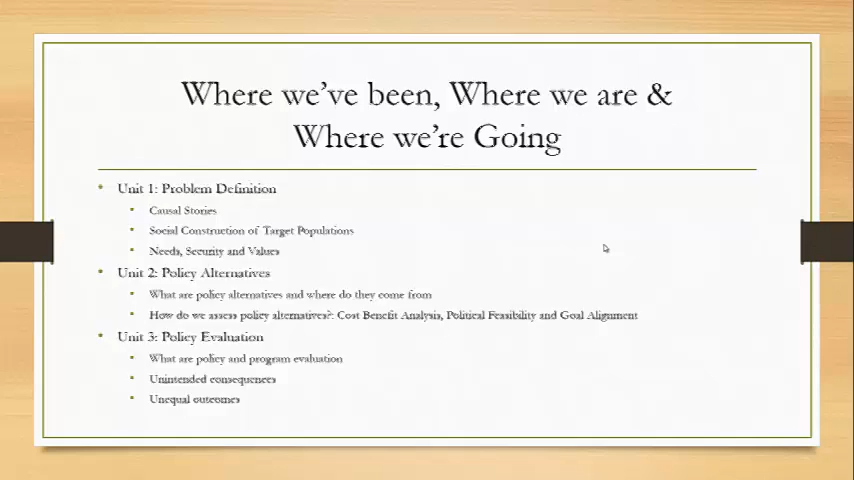 Where we've been, Where we are &
Where we're Going
Unit 1: Problem Definition
Causal Stories
Social Construction of Target Populations
Needs, Security and Values
Unit 2: Policy Alternatives
What are policy alternatives and where do they come from
How do we assess policy alternatives?: Cost Benefit Analysis, Political Feasibility and Goal Alignment
Unit 3: Policy Evaluation
What are policy and program evaluation
Unintended consequences
Unequal outcomes